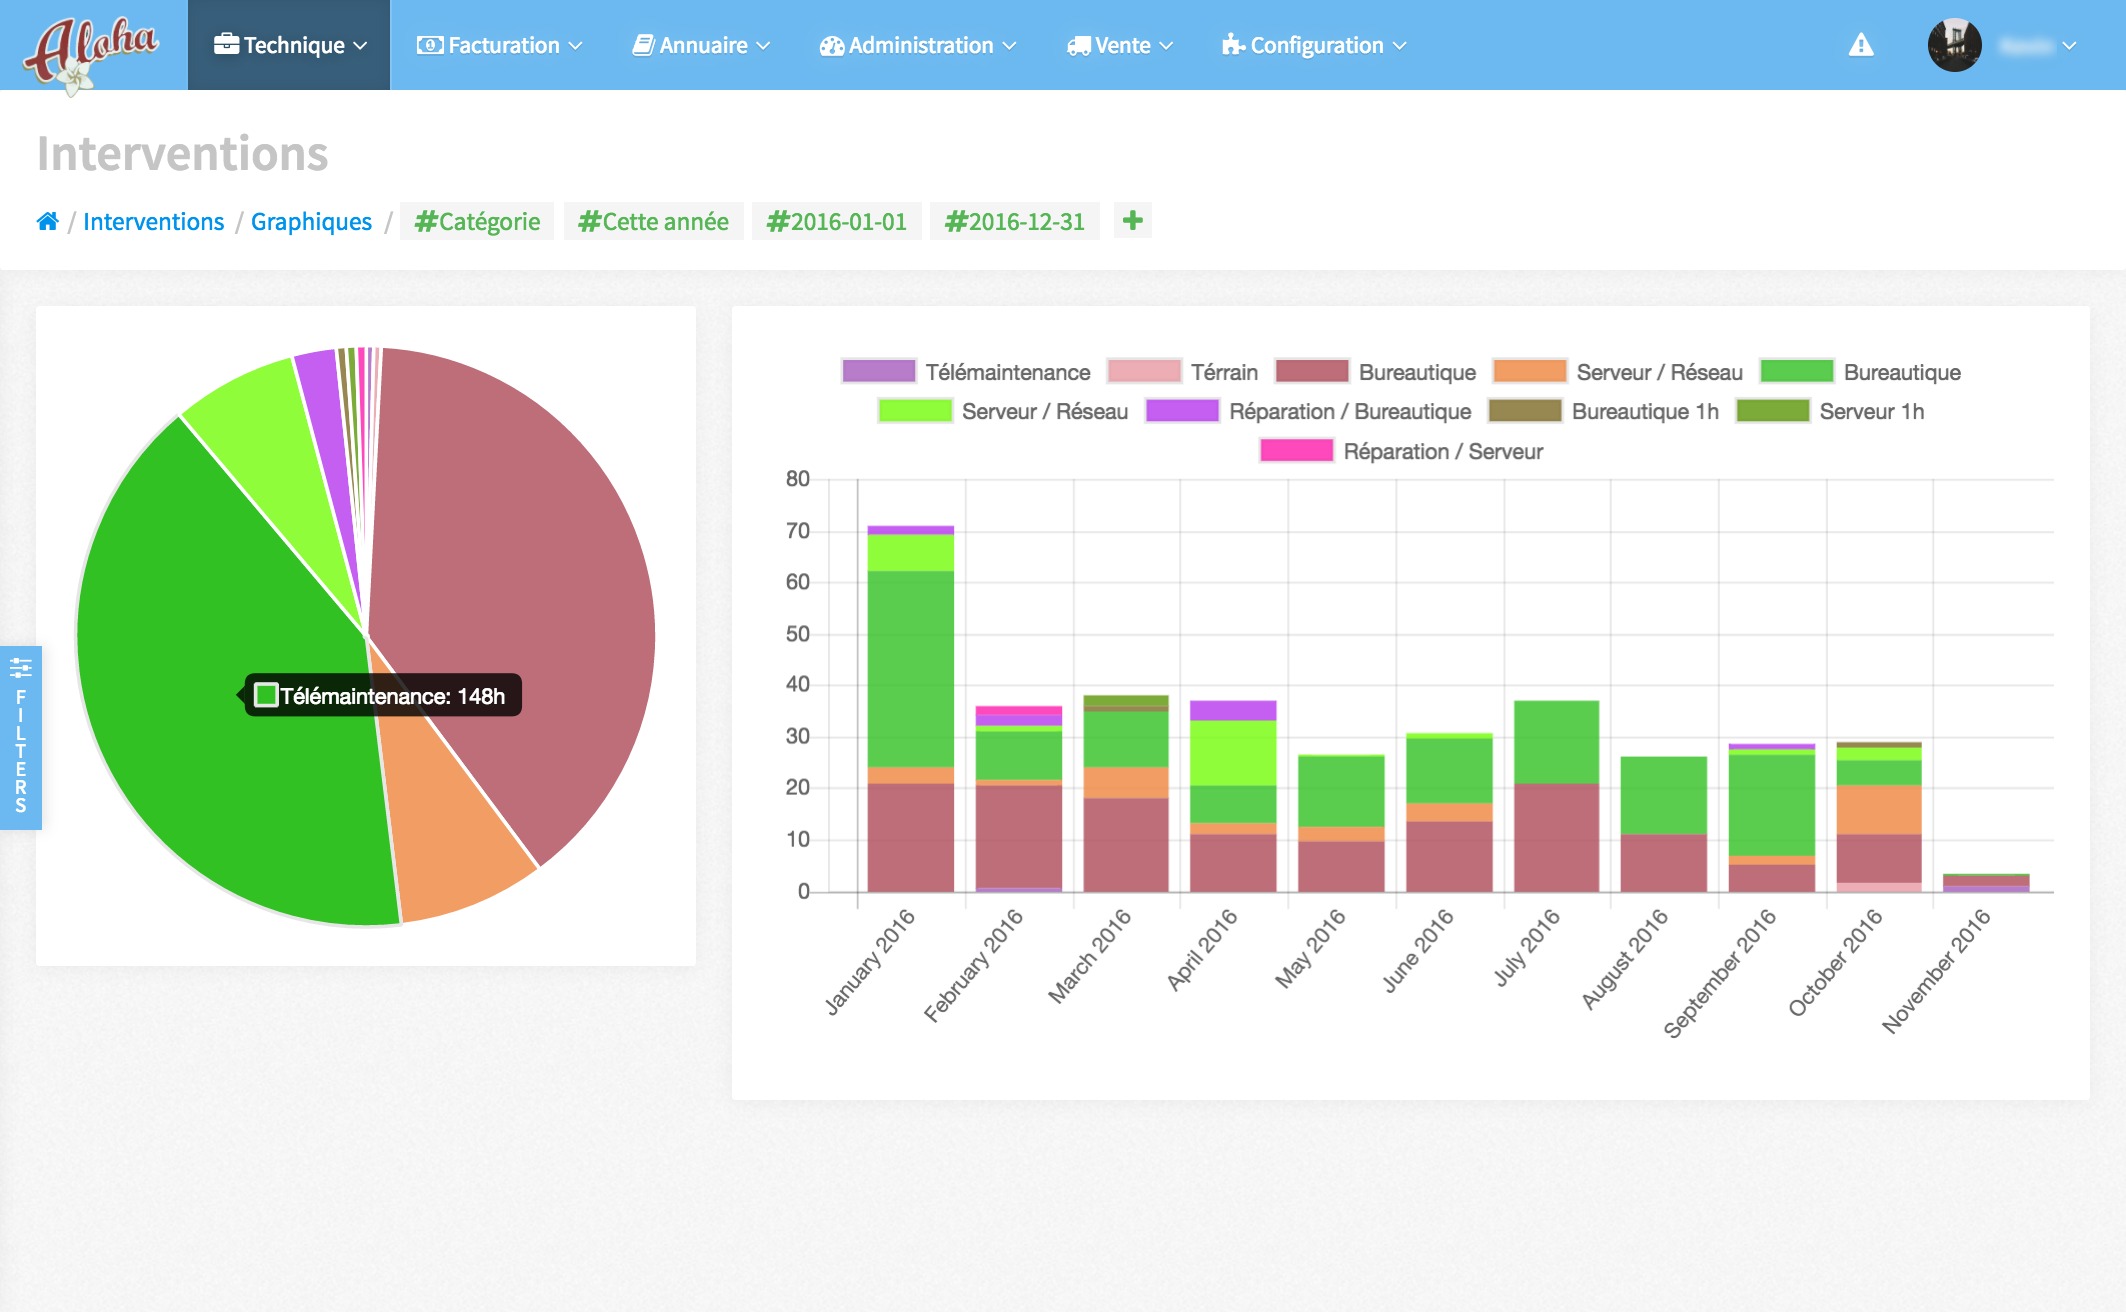 Aloha
Technique Facturation Annuaire Administration Vente Configuration
Interventions
/ Interventions / Graphiques / #Catégorie #Cette année #2016-01-01 #2016-12-31 +
FILTERS
Télémaintenance: 148h
Télémaintenance Térrain Bureautique Serveur / Réseau Bureautique
Serveur / Réseau Réparation / Bureautique Bureautique 1h Serveur 1h
Réparation / Serveur
80
70
60
50
40
30
20
10
0
January 2016
February 2016
March 2016
April 2016
May 2016
June 2016
July 2016
August 2016
September 2016
October 2016
November 2016